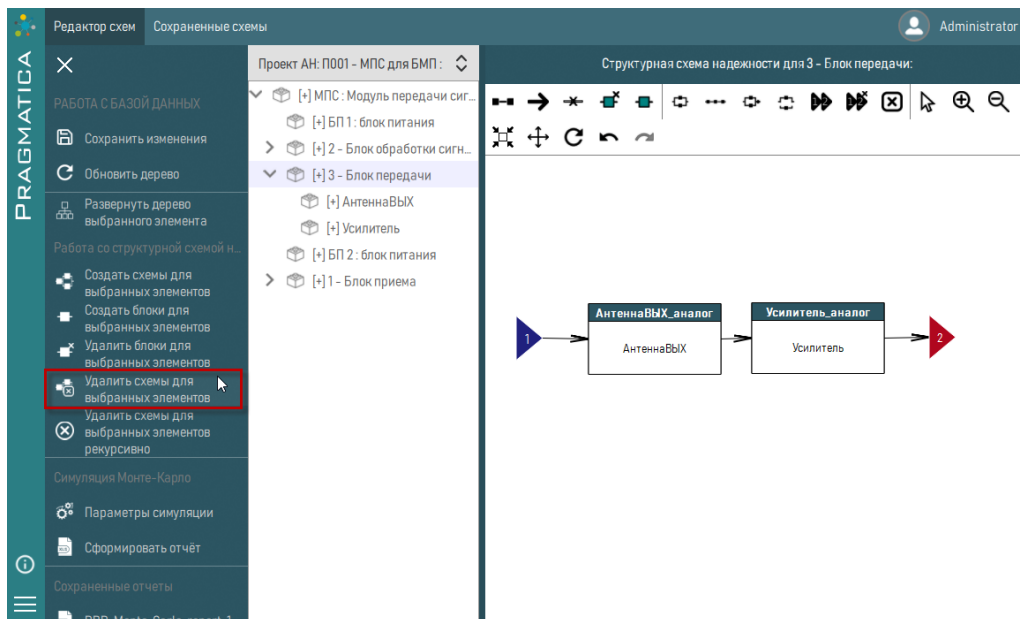 Редактор схем
Сохраненные схемы
Administrator
PRAGMATICA
РАБОТА С БАЗОЙ ДАННЫХ
Сохранить изменения
Обновить дерево
Развернуть дерево
выбранного элемента
Работа со структурной схемой н...
Создать схемы для
выбранных элементов
Создать блоки для
выбранных элементов
Удалить блоки для
выбранных элементов
Удалить схемы для
выбранных элементов
Удалить схемы для
выбранных элементов
рекурсивно
Симуляция Монте-Карло
Параметры симуляции
Сформировать отчёт
Сохраненные отчеты
Проект АН: П001 - МПС для БМП :
[+] МПС : Модуль передачи сиг...
[+] БП 1 : блок питания
[+] 2 - Блок обработки сигн...
[+] 3 - Блок передачи
[+] АнтеннаВЫХ
[+] Усилитель
[+] БП 2 : блок питания
[+] 1 - Блок приема
Структурная схема надежности для 3 - Блок передачи:
1
АнтеннаВЫХ_аналог
АнтеннаВЫХ
Усилитель_аналог
Усилитель
2